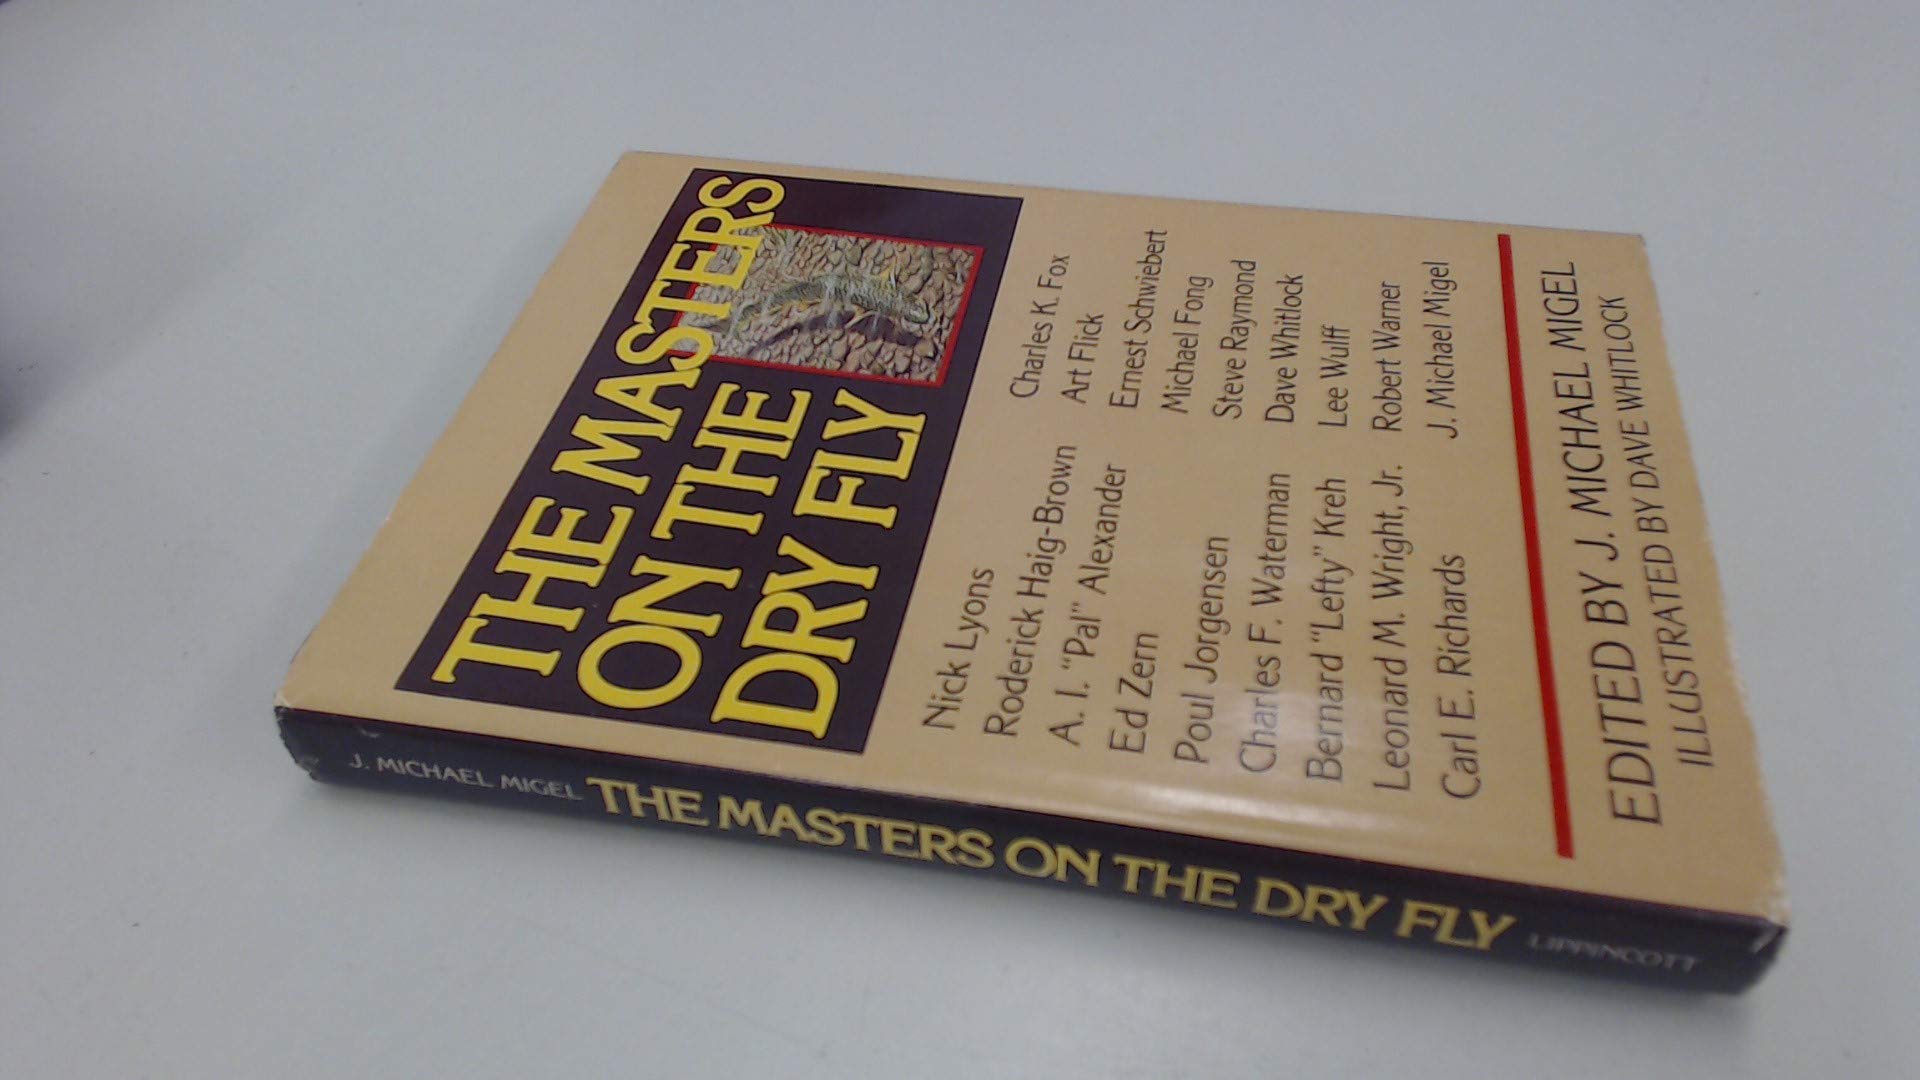 THE MASTERS
ON THE
DRY FLY
Nick Lyons
Roderick Haig-Brown
A. I. "Pal" Alexander
Ed Zern
Poul Jorgensen
Charles F. Waterman
Bernard "Lefty" Kreh
Leonard M. Wright, Jr.
Carl E. Richards
Charles K. Fox
Art Flick
Ernest Schwiebert
Michael Fong
Steve Raymond
Dave Whitlock
Lee Wulff
Robert Warner
J. Michael Migel
EDITED BY J. MICHAEL MIGEL
ILLUSTRATED BY DAVE WHITLOCK
J. MICHAEL MIGEL THE MASTERS ON THE DRY FLY LIPPINCOTT